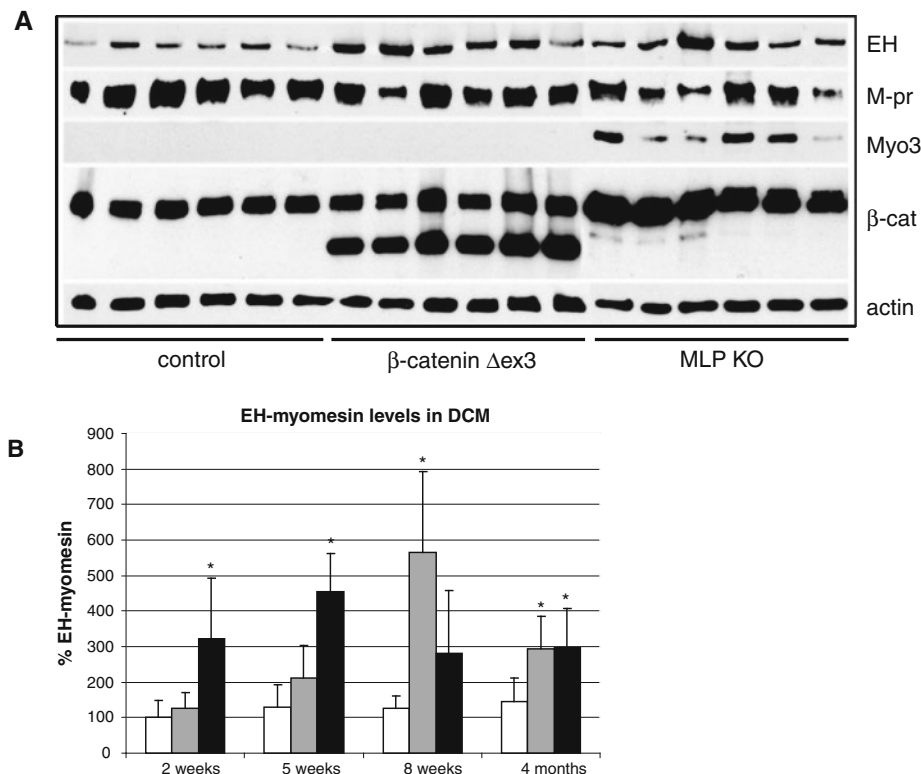 A
EH
M-pr
Myo3
β-cat
actin
control
β-catenin Δex3
MLP KO
B
EH-myomesin levels in DCM
% EH-myomesin
900
800
700
600
500
400
300
200
100
0
*
*
*
*
*
2 weeks
5 weeks
8 weeks
4 months